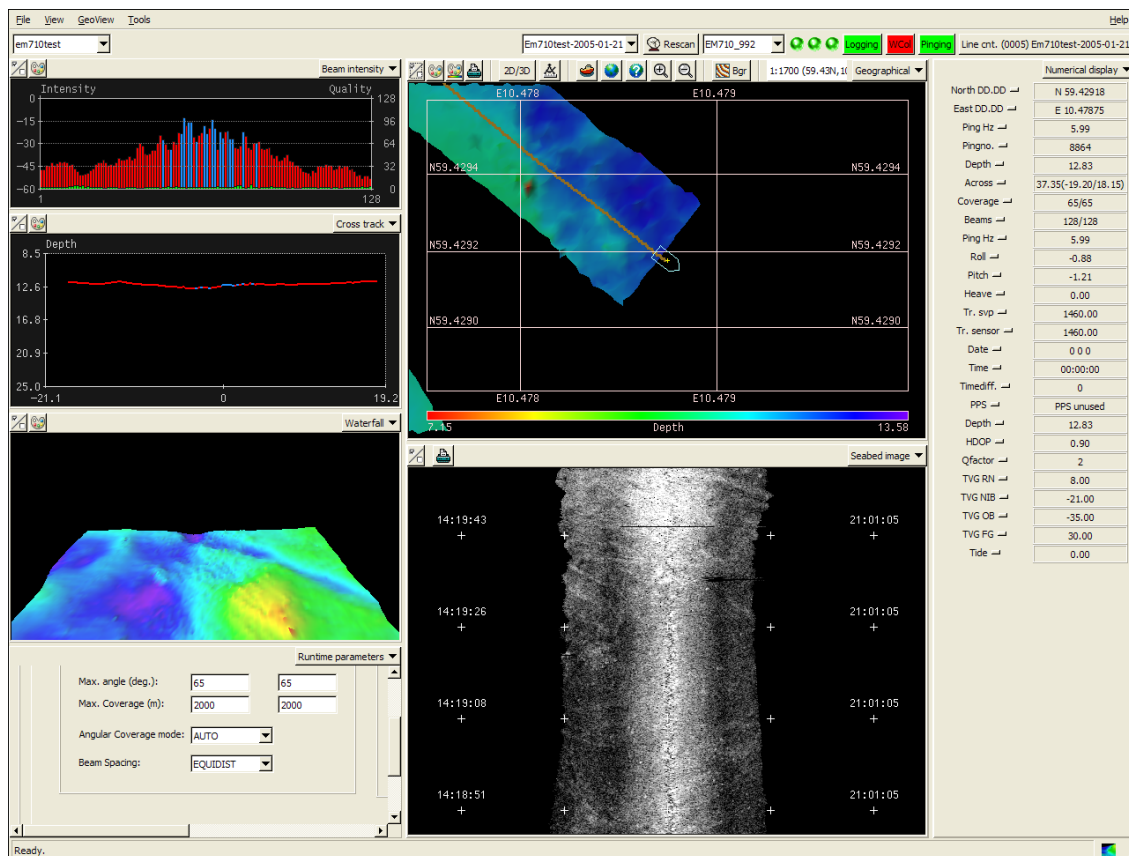 File View GeoView Tools Help
em710test Em710test-2005-01-21 Rescan EM710_992 Logging WCol Pinging Line cnt. (0005) Em710test-2005-01-21
Beam intensity
Intensity Quality
0 128
-15 96
-30 64
-45 32
-60 0
1 128
Cross track
Depth
8.5
12.6
16.8
20.9
25.0
-21.1 0 19.2
Waterfall
Runtime parameters
Max. angle (deg.): 65 65
Max. Coverage (m): 2000 2000
Angular Coverage mode: AUTO
Beam Spacing: EQUIDIST
2D/3D Bgr 1:1700 (59.43N,10 Geographical
E10.478 E10.479
N59.4294 N59.4294
N59.4292 N59.4292
N59.4290 N59.4290
E10.478 E10.479
7.15 Depth 13.58
Seabed image
14:19:43 21:01:05
14:19:26 21:01:05
14:19:08 21:01:05
14:18:51 21:01:05
Numerical display
North DD.DD N 59.42918
East DD.DD E 10.47875
Ping Hz 5.99
Pingno. 8864
Depth 12.83
Across 37.35(-19.20/18.15)
Coverage 65/65
Beams 128/128
Ping Hz 5.99
Roll -0.88
Pitch -1.21
Heave 0.00
Tr. svp 1460.00
Tr. sensor 1460.00
Date 0 0 0
Time 00:00:00
Timediff. 0
PPS PPS unused
Depth 12.83
HDOP 0.90
Qfactor 2
TVG RN 8.00
TVG NIB -21.00
TVG OB -35.00
TVG FG 30.00
Tide 0.00
Ready.